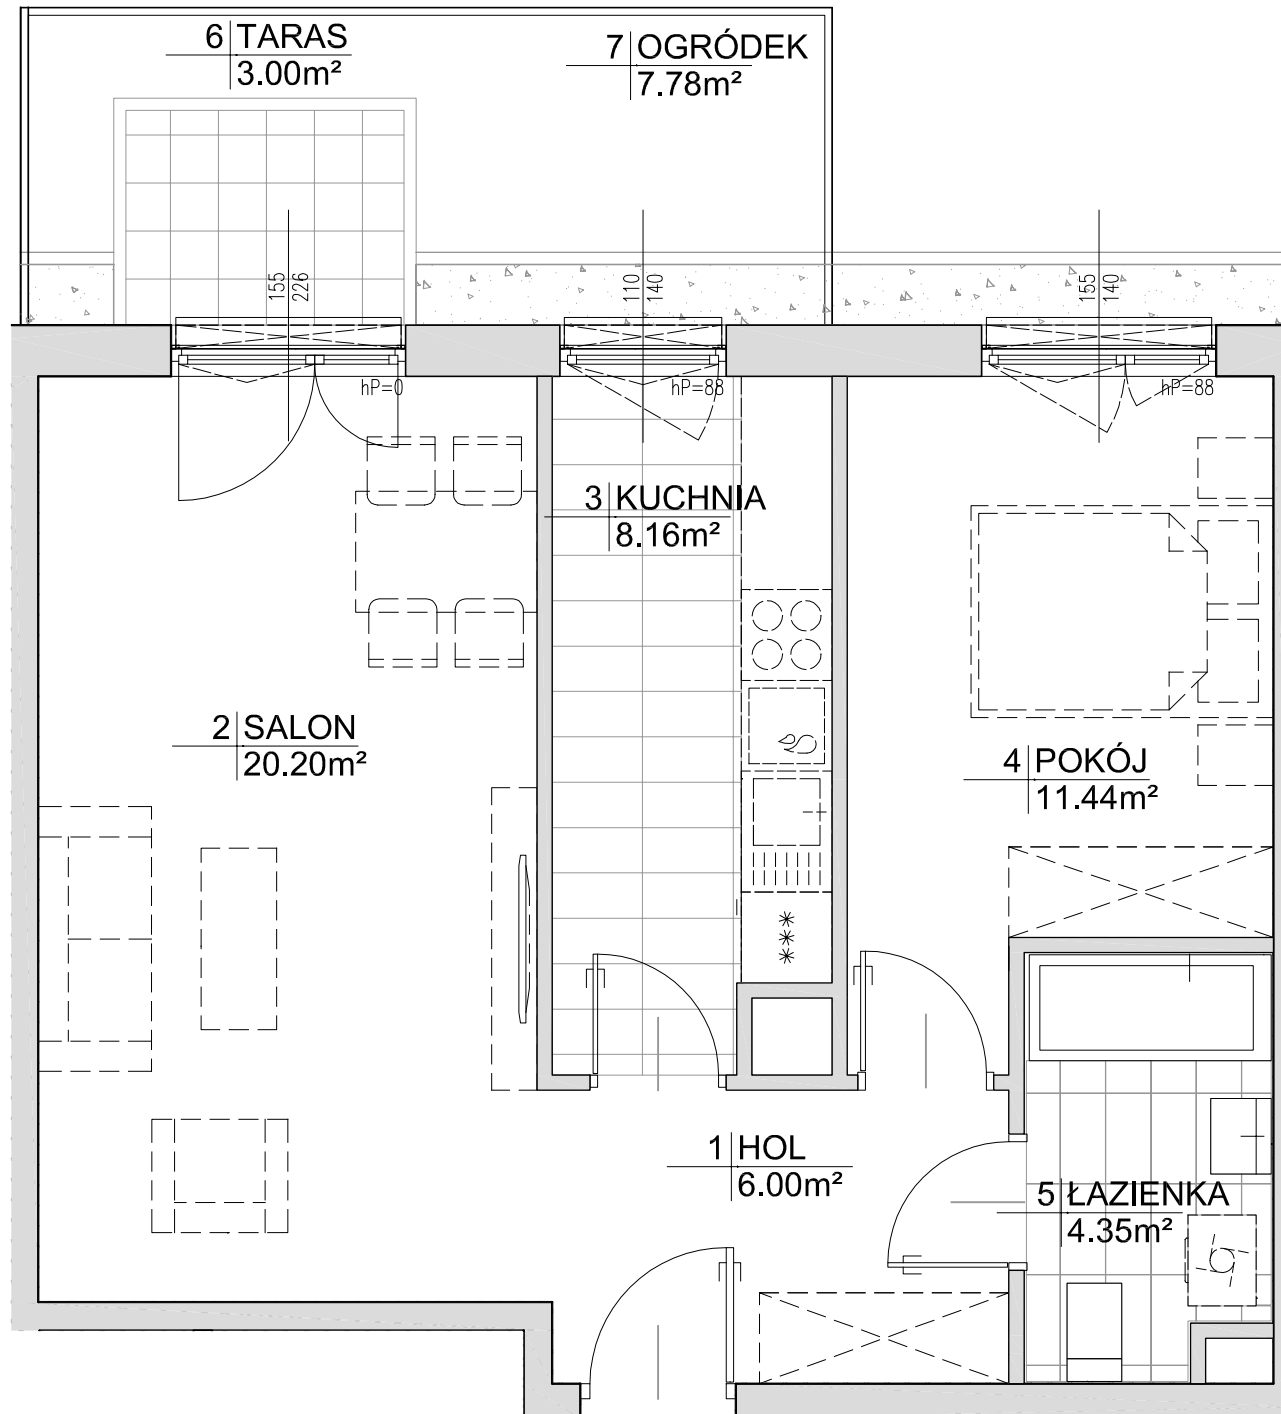 6 TARAS
3.00m²
7 OGRÓDEK
7.78m²
155
226
110
140
155
140
hP=0
hP=88
hP=88
3 KUCHNIA
8.16m²
2 SALON
20.20m²
4 POKÓJ
11.44m²
1 HOL
6.00m²
5 ŁAZIENKA
4.35m²